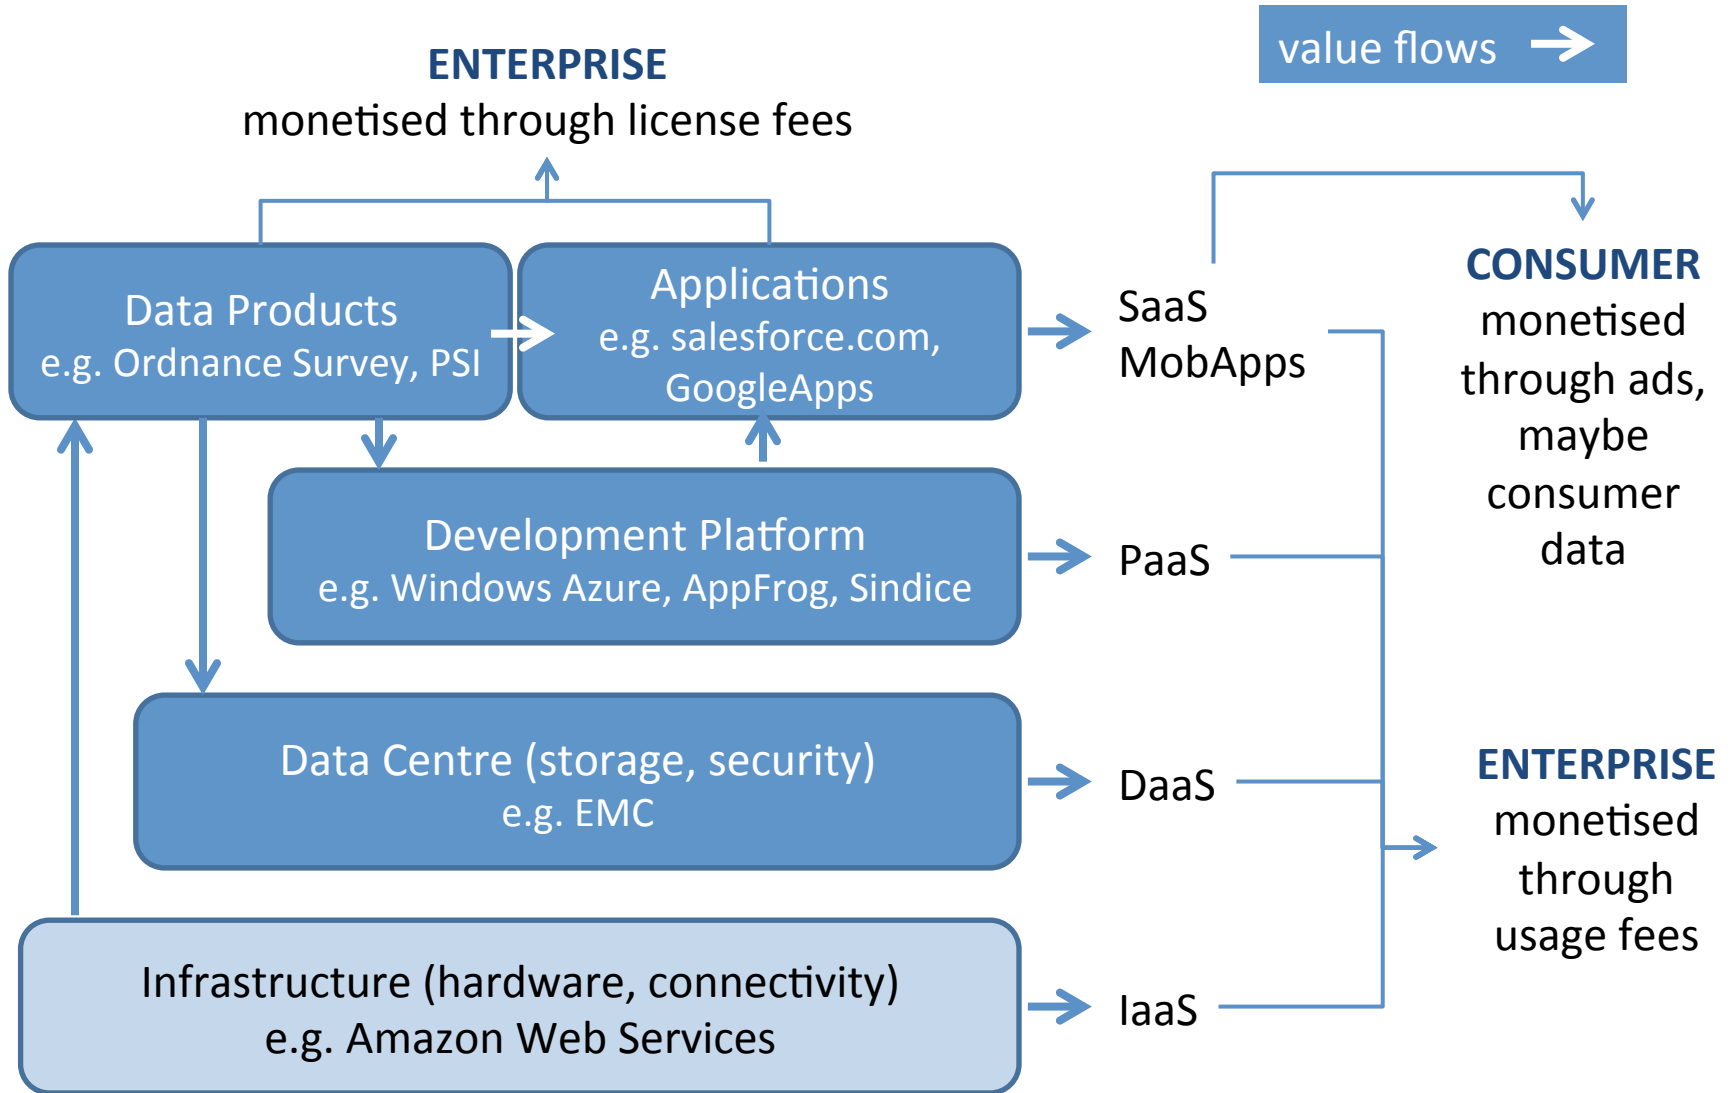 value flows
ENTERPRISE
monetised through license fees
Data Products
e.g. Ordnance Survey, PSI
Applications
e.g. salesforce.com,
GoogleApps
SaaS
MobApps
CONSUMER
monetised
through ads,
maybe
consumer
data
Development Platform
e.g. Windows Azure, AppFrog, Sindice
PaaS
Data Centre (storage, security)
e.g. EMC
DaaS
ENTERPRISE
monetised
through
usage fees
Infrastructure (hardware, connectivity)
e.g. Amazon Web Services
IaaS